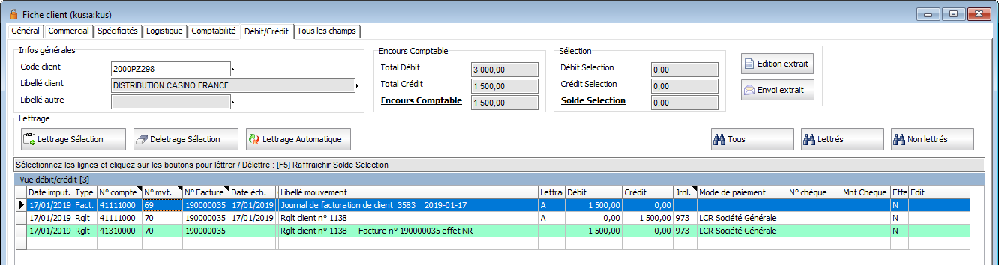 Fiche client (kus:a:kus)
Général Commercial Spécificités Logistique Comptabilité Débit/Crédit Tous les champs
Infos générales
Code client 2000PZ298
Libellé client DISTRIBUTION CASINO FRANCE
Libellé autre
Encours Comptable
Total Débit 3 000,00
Total Crédit 1 500,00
Encours Comptable 1 500,00
Sélection
Débit Selection 0,00
Crédit Selection 0,00
Solde Selection 0,00
Edition extrait
Envoi extrait
Lettrage
Lettrage Sélection Deletrage Sélection Lettrage Automatique Tous Lettrés Non lettrés
Sélectionnez les lignes et cliquez sur les boutons pour léttrer / Délettre : [F5] Raffraichir Solde Selection
Vue débit/crédit [3]
Date imput. Type N° compte N° mvt. N° Facture Date éch. Libellé mouvement Lettrag Débit Crédit Jrnl. Mode de paiement N° chèque Mnt Cheque Effe Edit
17/01/2019 Fact. 41111000 69 190000035 17/01/2019 Journal de facturation de client 3583 2019-01-17 A 1 500,00 0,00 N
17/01/2019 Rglt 41111000 70 190000035 17/01/2019 Rglt client n° 1138 A 0,00 1 500,00 973 LCR Société Générale N
17/01/2019 Rglt 41310000 70 190000035 Rglt client n° 1138 - Facture n° 190000035 effet NR 1 500,00 0,00 973 LCR Société Générale N